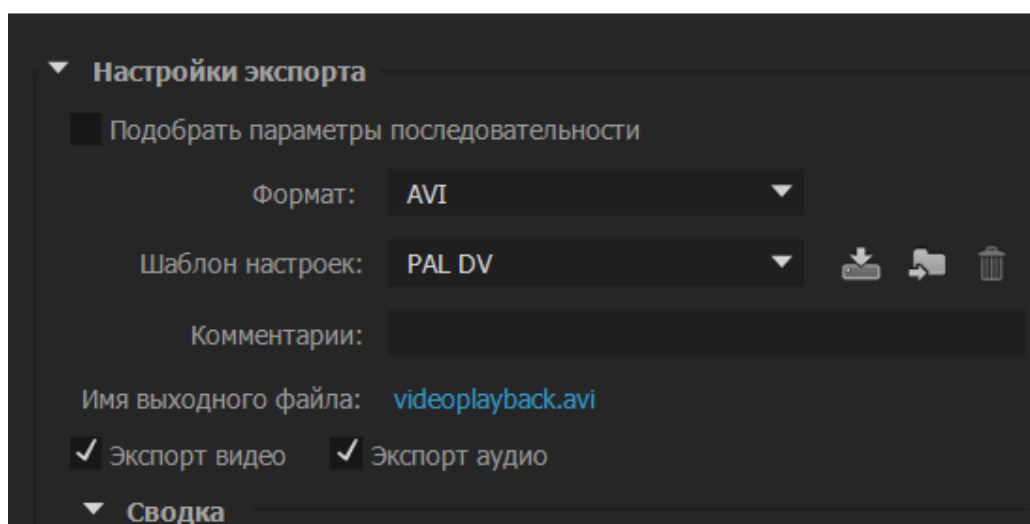 Настройки экспорта
Подобрать параметры последовательности
Формат: AVI
Шаблон настроек: PAL DV
Комментарии:
Имя выходного файла: videoplayback.avi
Экспорт видео Экспорт аудио
Сводка